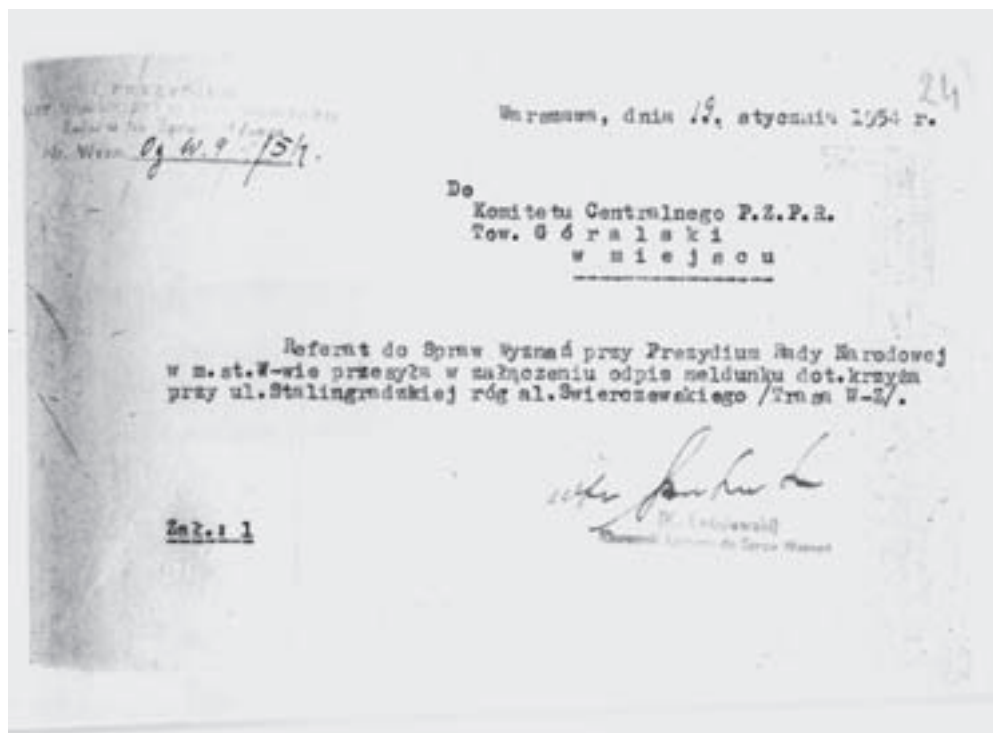 24
Warszawa, dnia 19. stycznia 1954 r.
Do
Komitetu Centralnego P.Z.P.R.
Tow. G ó r a l s k i
w m i e j s c u
Referat do Spraw Wyznań przy Prezydium Rady Narodowej
w m.st.W-wie przesyła w załączeniu odpis meldunku dot.krzyża
przy ul.Stalingradzkiej róg al.Swierczewskiego /Trasa W-Z/.
Zał.: 1